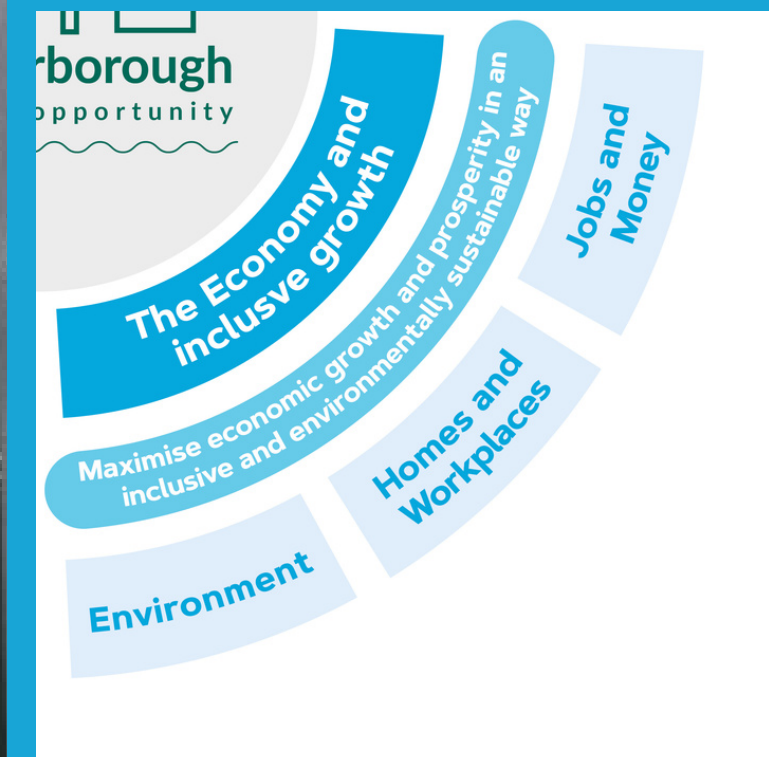 rborough
opportunity
The Economy and
inclusve growth
Maximise economic growth and prosperity in an
inclusive and environmentally sustainable way
Jobs and
Money
Homes and
Workplaces
Environment